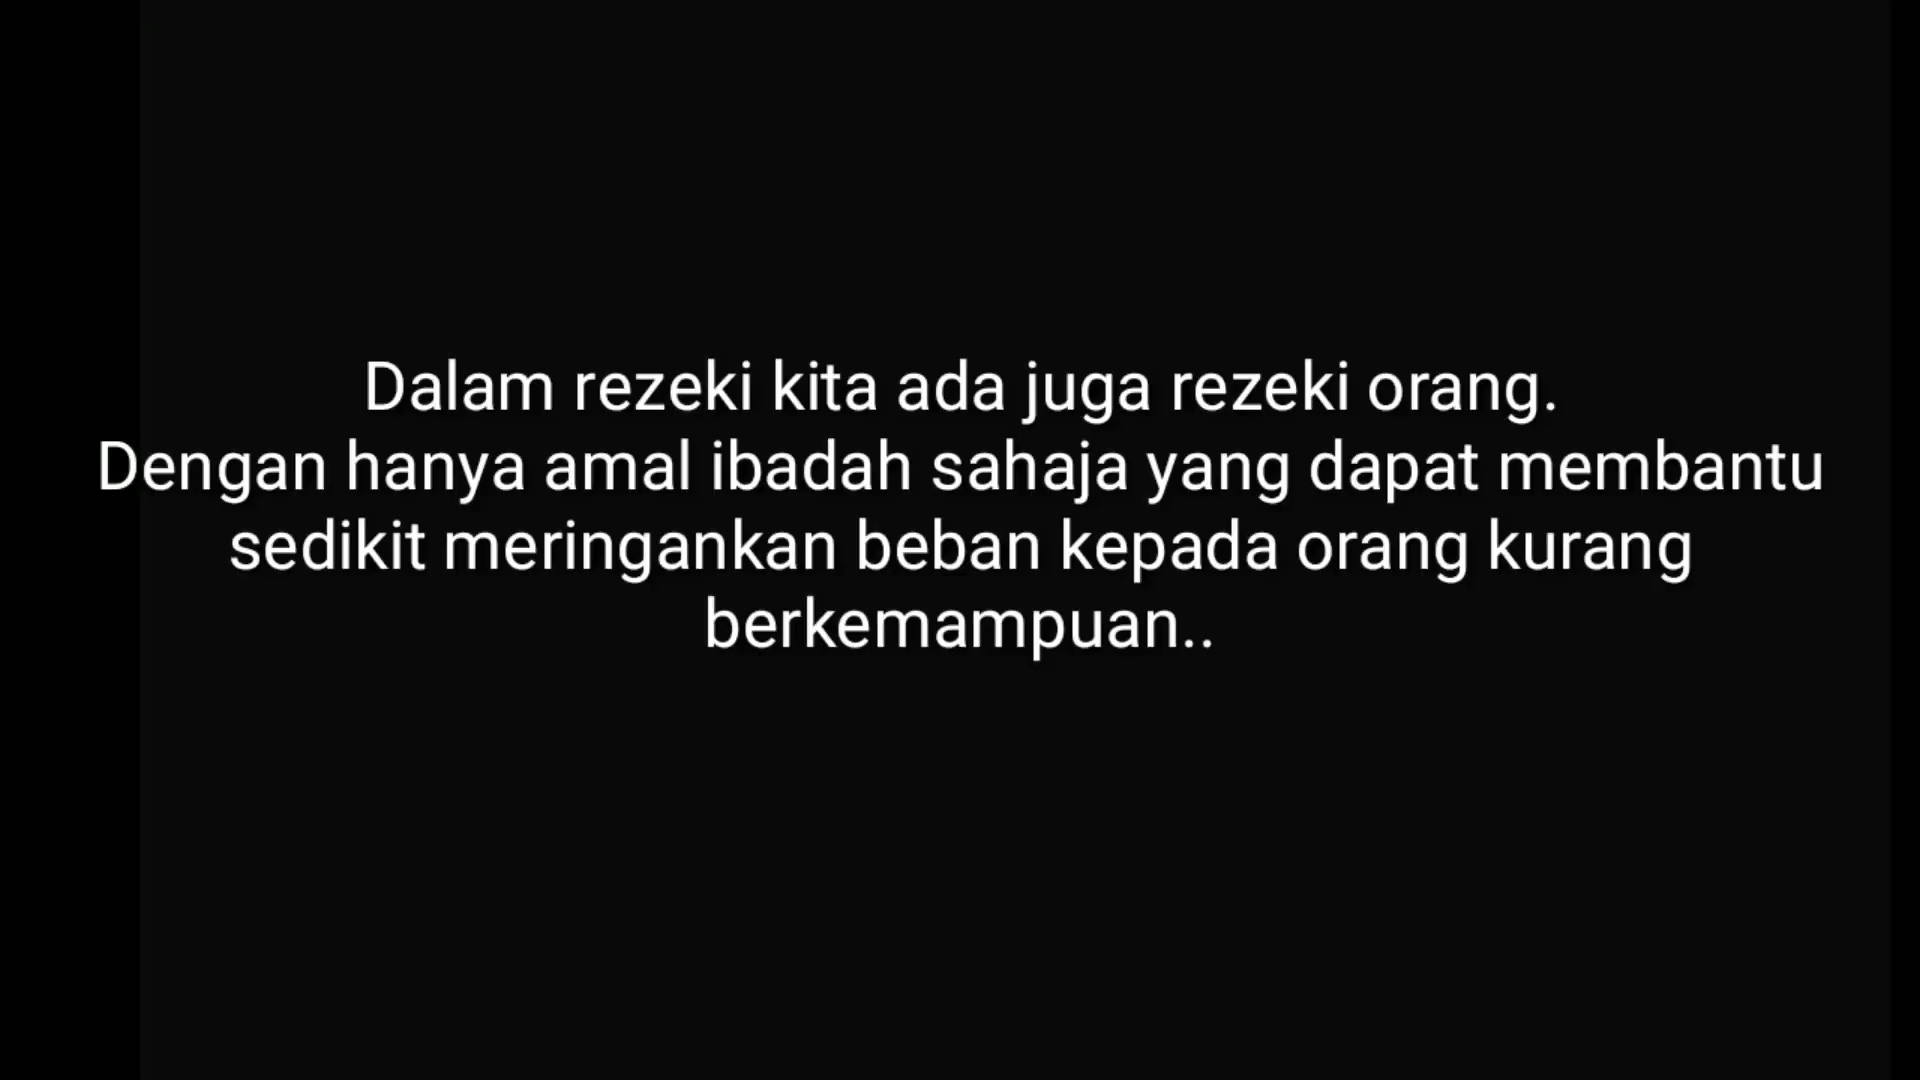 Dalam rezeki kita ada juga rezeki orang.
Dengan hanya amal ibadah sahaja yang dapat membantu
sedikit meringankan beban kepada orang kurang
berkemampuan..